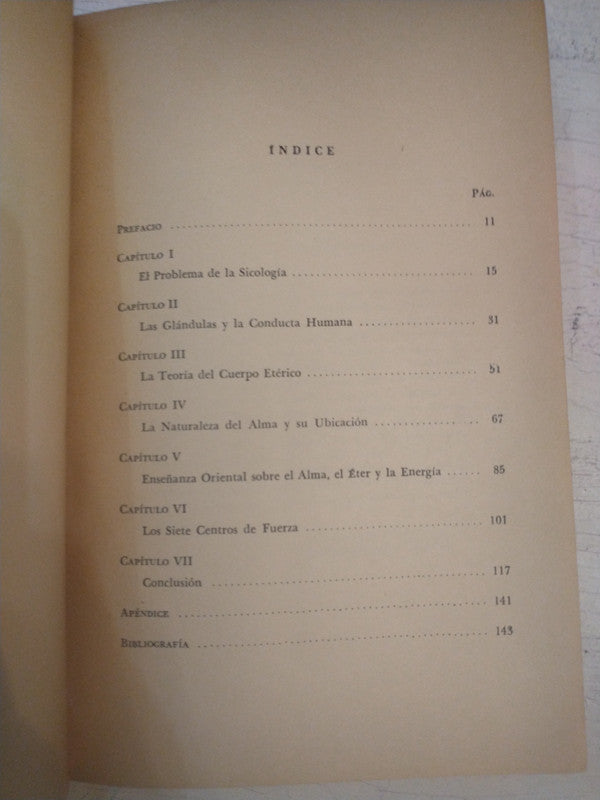 ÍNDICE
PÁG.
PREFACIO ........................................ 11
CAPÍTULO I
El Problema de la Sicología .......................... 15
CAPÍTULO II
Las Glándulas y la Conducta Humana .................. 31
CAPÍTULO III
La Teoría del Cuerpo Etérico .......................... 51
CAPÍTULO IV
La Naturaleza del Alma y su Ubicación ................ 67
CAPÍTULO V
Enseñanza Oriental sobre el Alma, el Éter y la Energía ...... 85
CAPÍTULO VI
Los Siete Centros de Fuerza .......................... 101
CAPÍTULO VII
Conclusión ........................................ 117
APÉNDICE ........................................ 141
BIBLIOGRAFÍA ........................................ 143